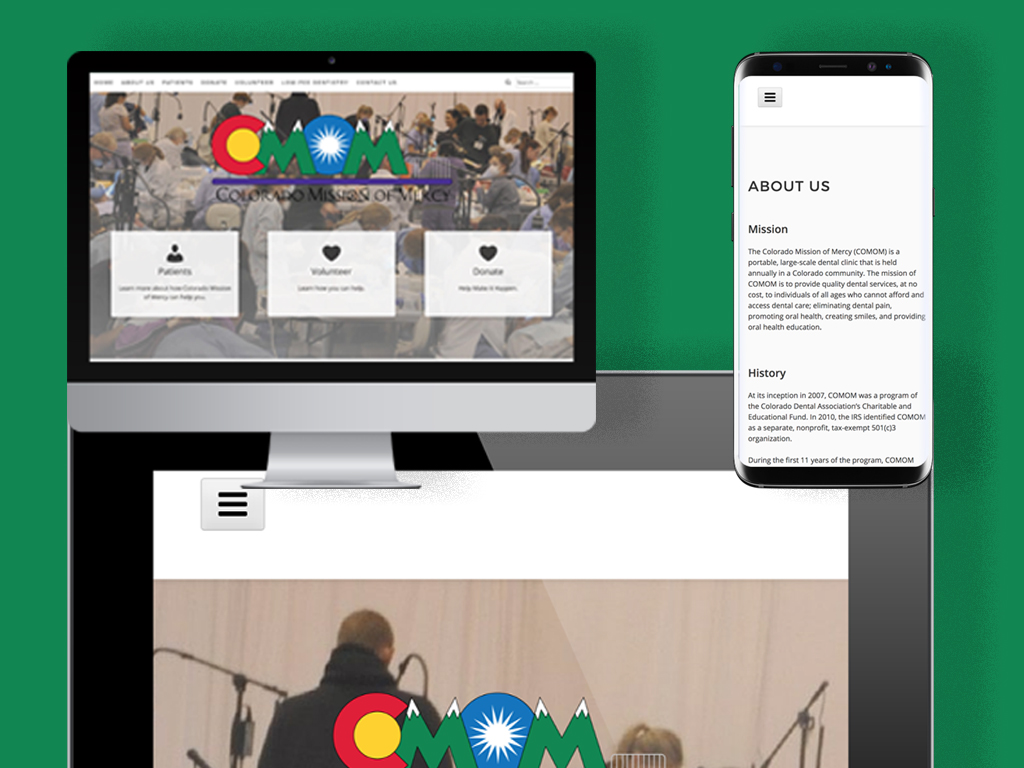 HOME ABOUT US PATIENTS DONATE VOLUNTEER LINK FOR DENTISTRY CONTACT US
Search...
COMOM
COLORADO MISSION OF MERCY
Patients
Learn more about how Colorado Mission
of Mercy can help you.
Volunteer
Learn how you can help.
Donate
Help Make It Happen.
ABOUT US
Mission
The Colorado Mission of Mercy (COMOM) is a
portable, large-scale dental clinic that is held
annually in a Colorado community. The mission of
COMOM is to provide quality dental services, at no
cost, to individuals of all ages who cannot afford and
access dental care; eliminating dental pain,
promoting oral health, creating smiles, and providing
oral health education.
History
At its inception in 2007, COMOM was a program of
the Colorado Dental Association's Charitable and
Educational Fund. In 2010, the IRS identified COMOM
as a separate, nonprofit, tax-exempt 501(c)3
organization.
During the first 11 years of the program, COMOM
COMOM